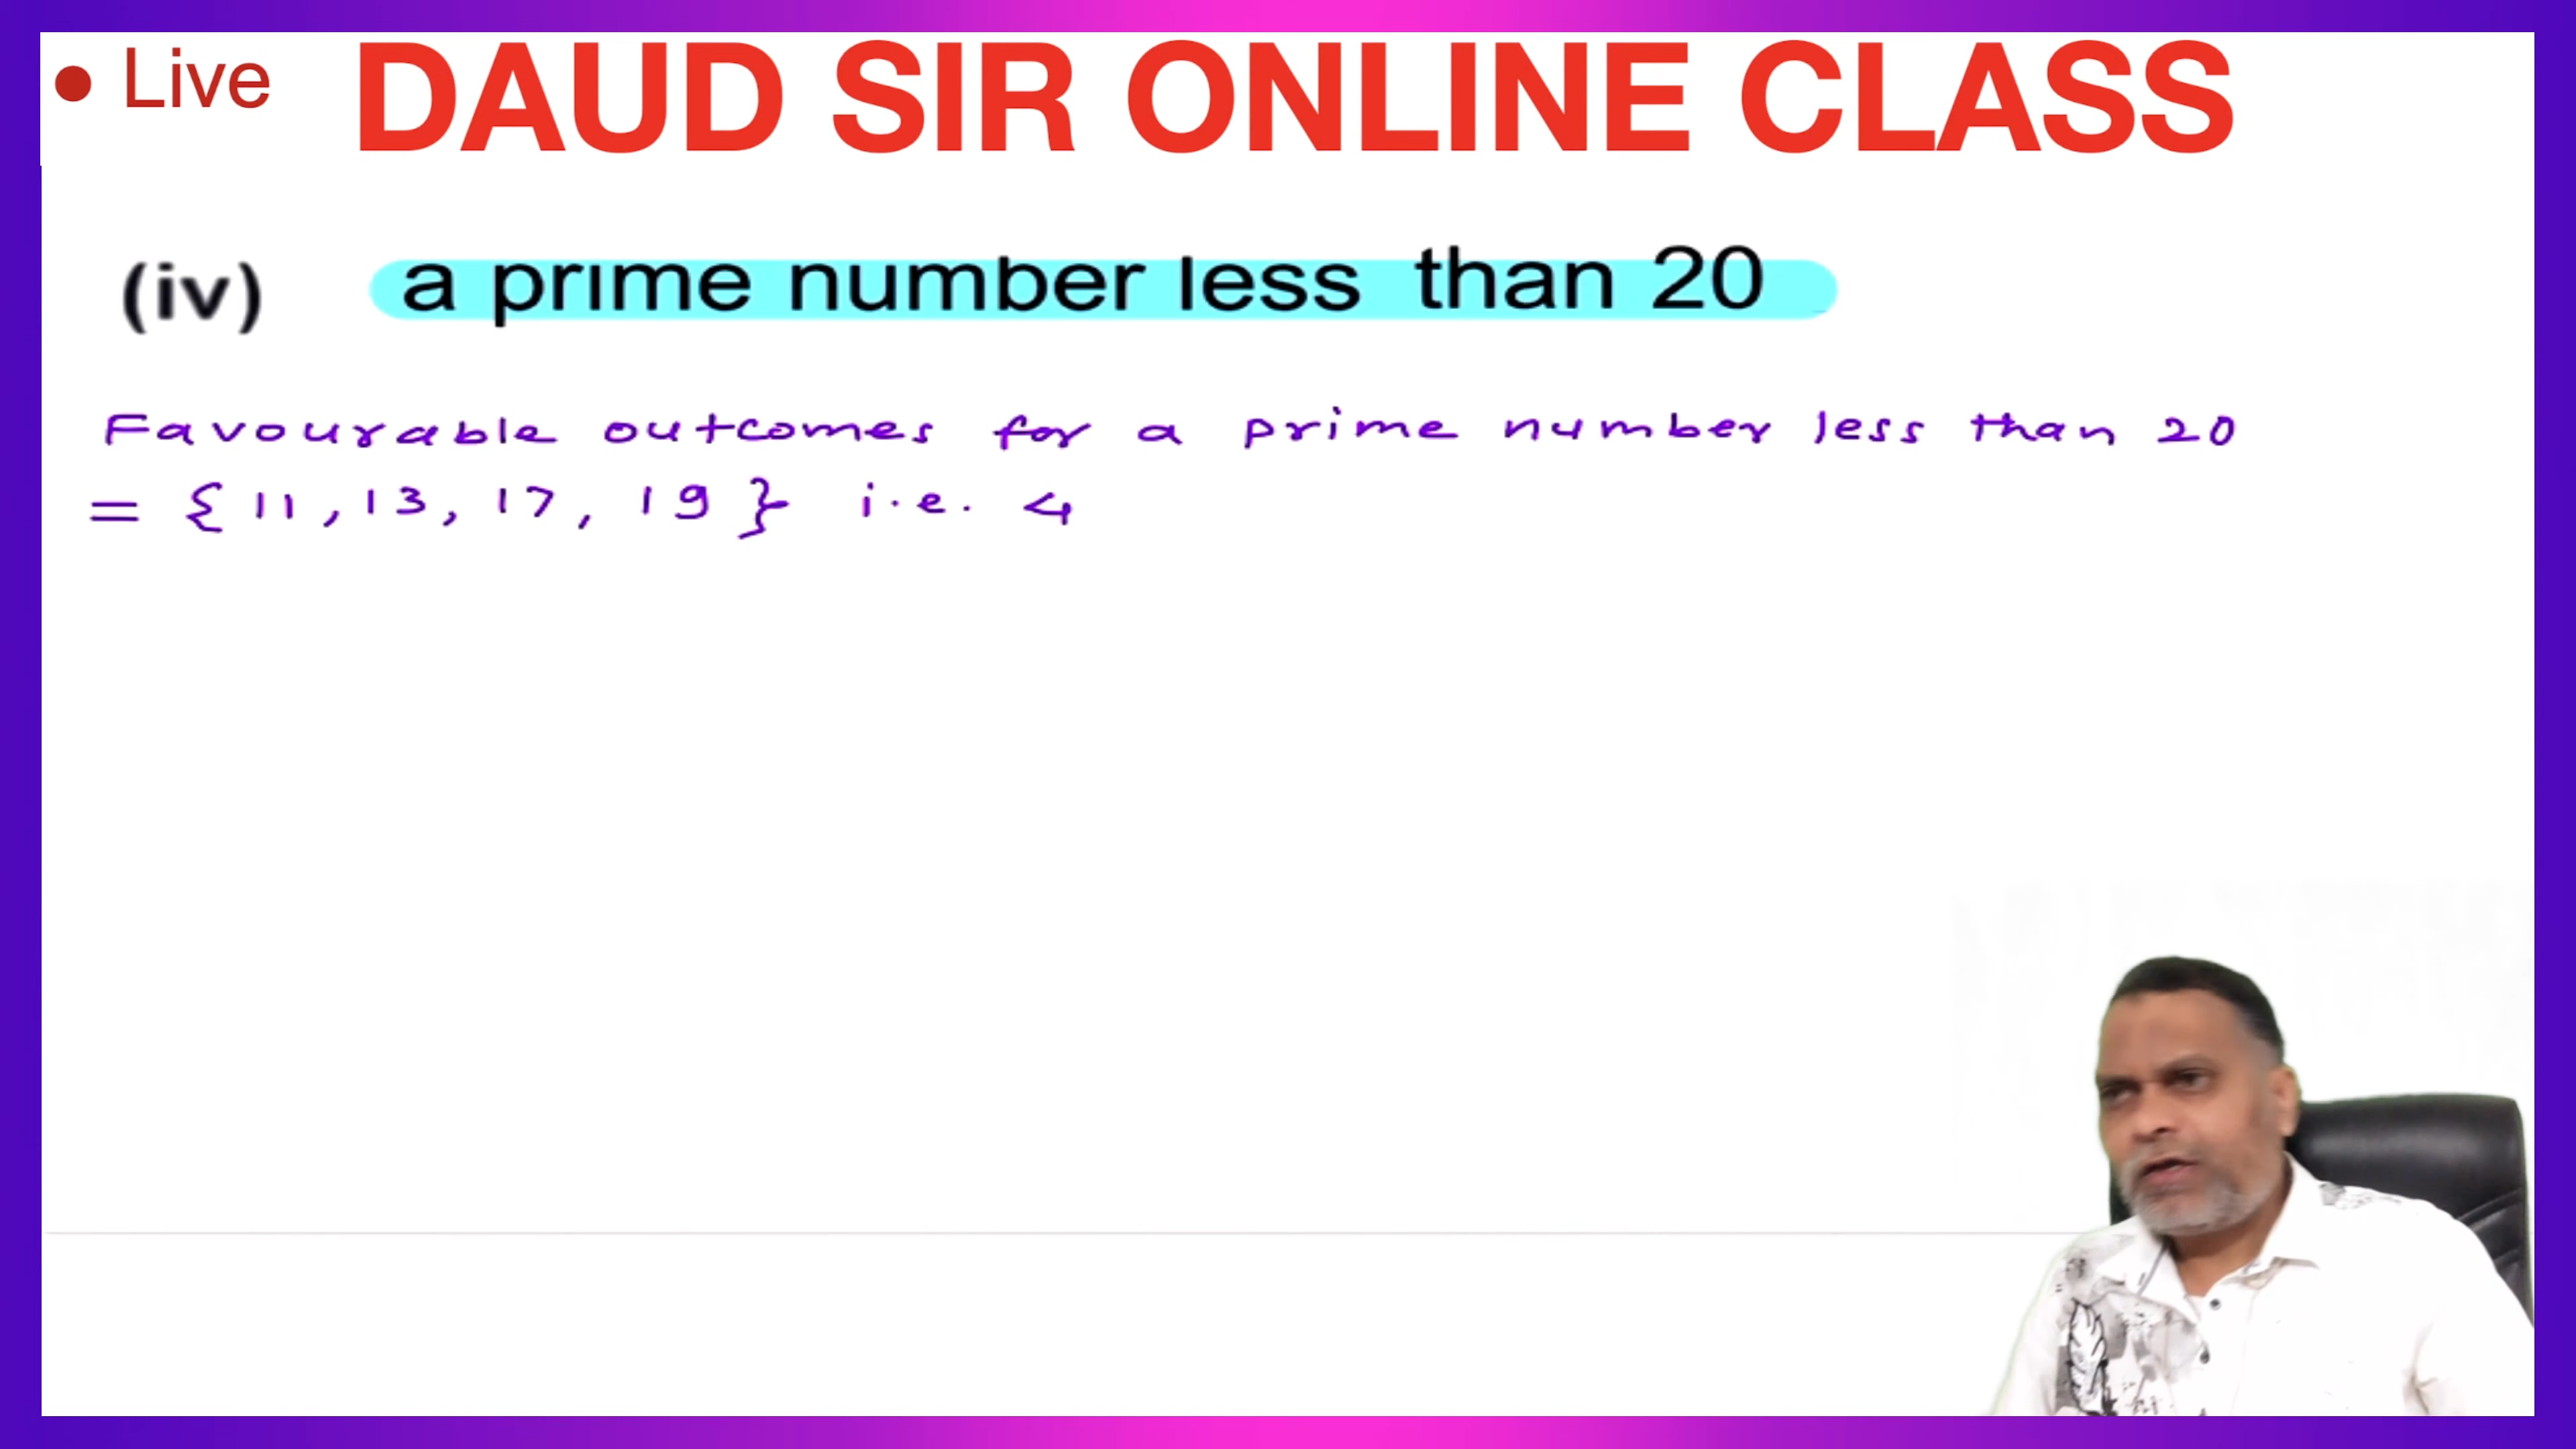 • Live DAUD SIR ONLINE CLASS
(iv) a prime number less than 20
Favourable outcomes for a prime number less than 20
= { 11, 13, 17, 19 } i.e. 4